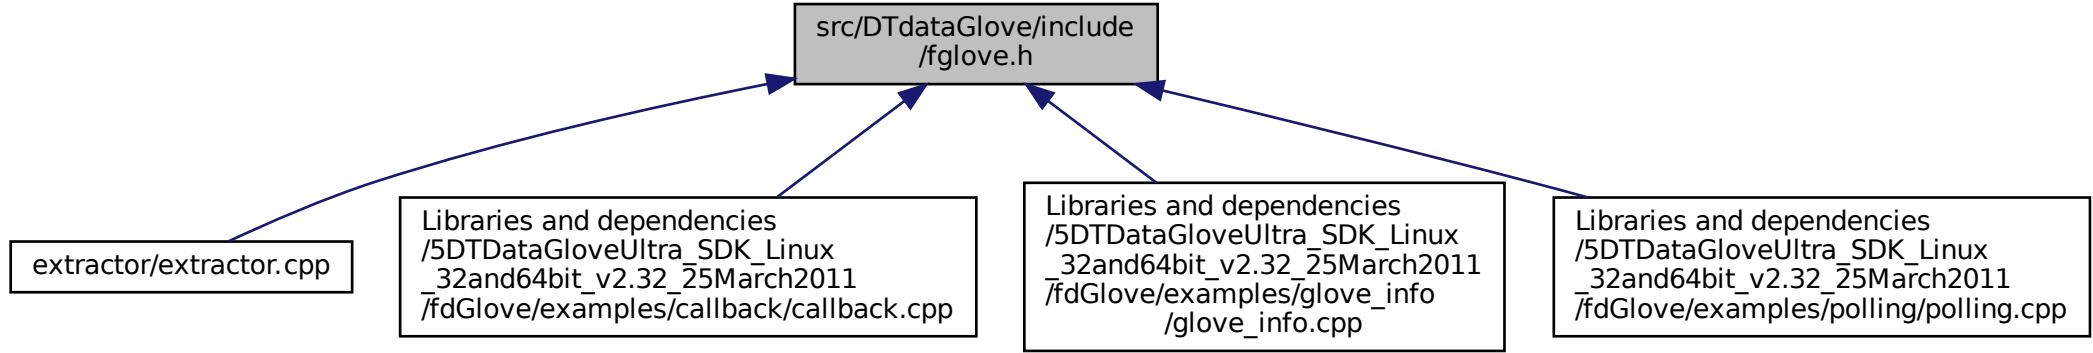 src/DTdataGlove/include
/fglove.h
extractor/extractor.cpp
Libraries and dependencies
/5DTDataGloveUltra_SDK_Linux
_32and64bit_v2.32_25March2011
/fdGlove/examples/callback/callback.cpp
Libraries and dependencies
/5DTDataGloveUltra_SDK_Linux
_32and64bit_v2.32_25March2011
/fdGlove/examples/glove_info
/glove_info.cpp
Libraries and dependencies
/5DTDataGloveUltra_SDK_Linux
_32and64bit_v2.32_25March2011
/fdGlove/examples/polling/polling.cpp